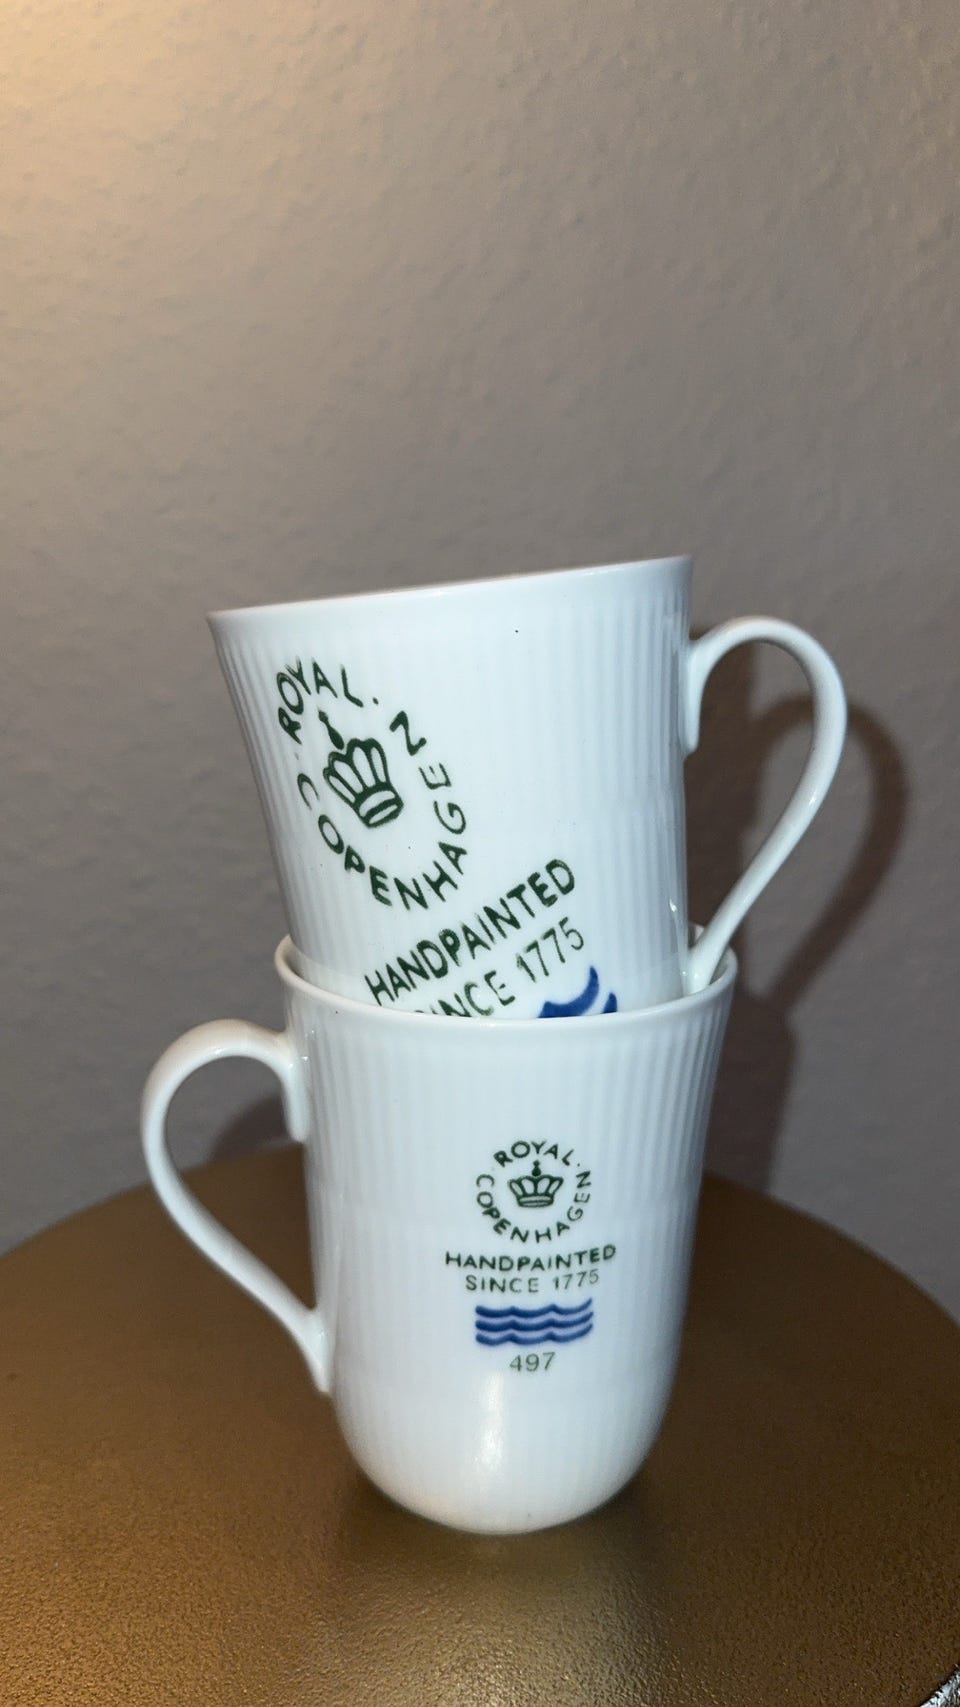 ROYAL · COPENHAGEN
HANDPAINTED
SINCE 1775
ROYAL · COPENHAGEN
HANDPAINTED
SINCE 1775
497